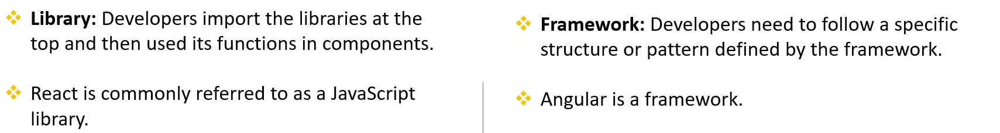 Library: Developers import the libraries at the
top and then used its functions in components.
React is commonly referred to as a JavaScript
library.
Framework: Developers need to follow a specific
structure or pattern defined by the framework.
Angular is a framework.